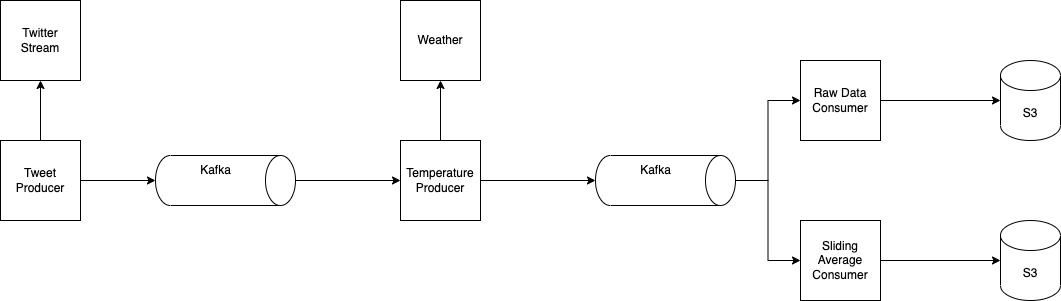 Twitter
Stream
Weather
Tweet
Producer
Kafka
Temperature
Producer
Kafka
Raw Data
Consumer
S3
Sliding
Average
Consumer
S3